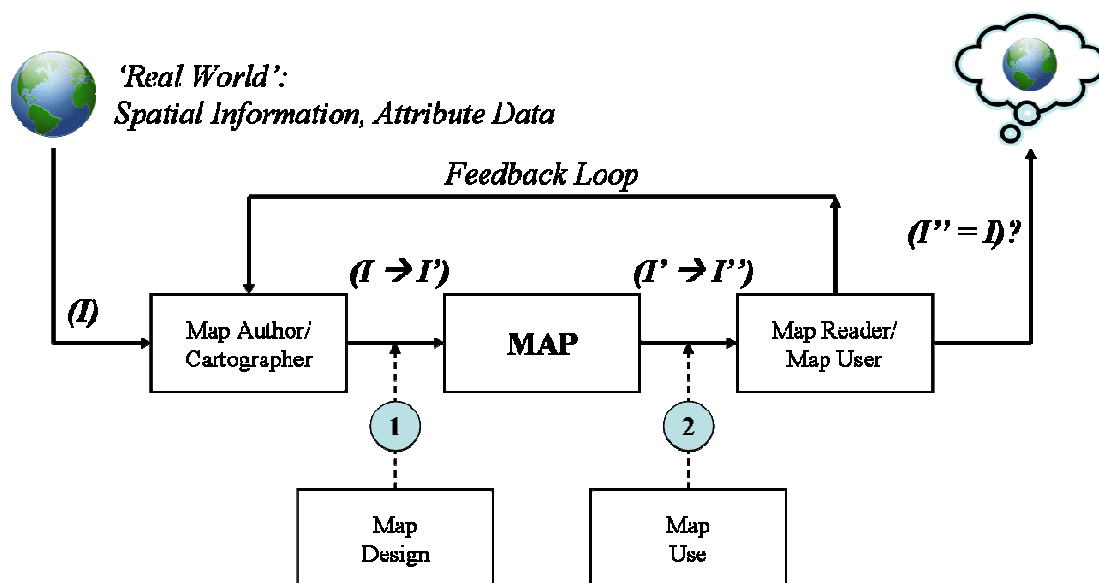 ‘Real World’:
Spatial Information, Attribute Data
Feedback Loop
(I'' = I)?
(I → I’)
(I’ → I’’)
(I)
Map Author/
Cartographer
MAP
Map Reader/
Map User
1
2
Map
Design
Map
Use